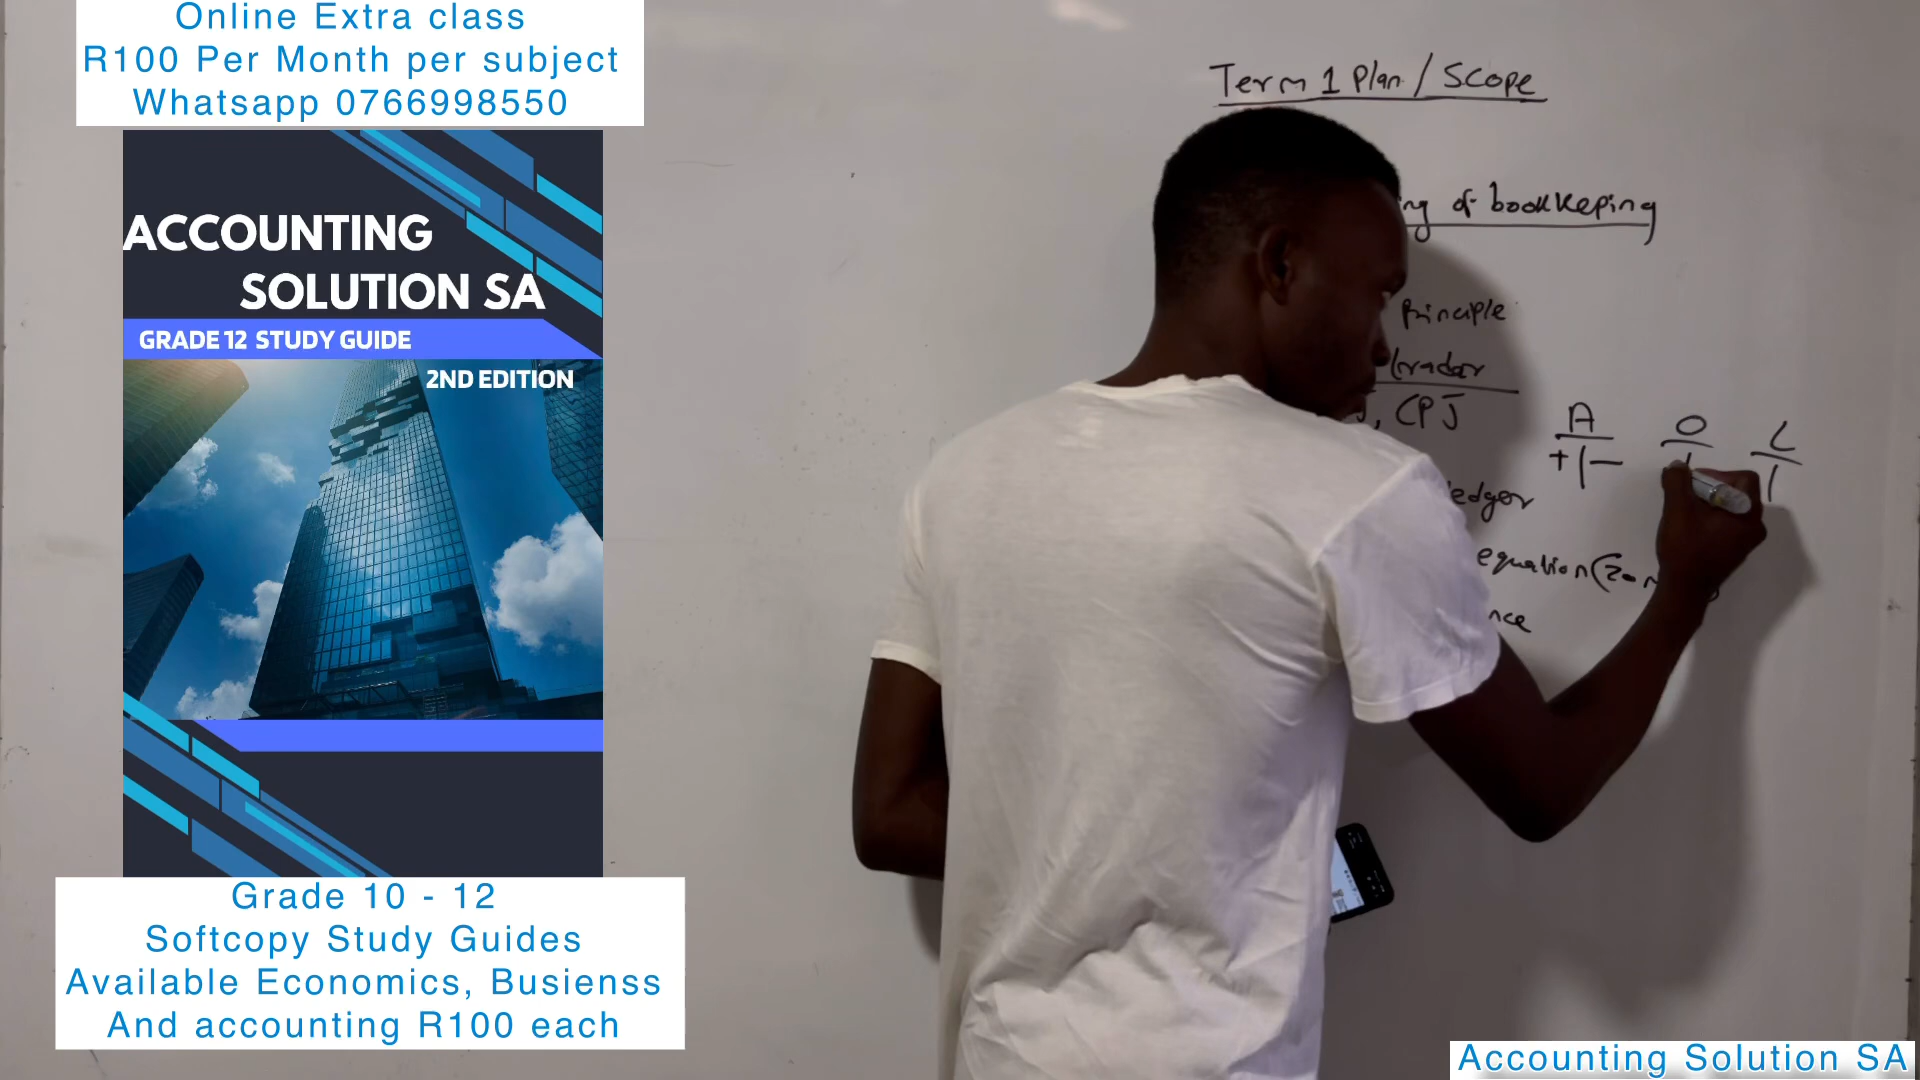 Online Extra class
R100 Per Month per subject
Whatsapp 0766998550
ACCOUNTING
SOLUTION SA
GRADE 12 STUDY GUIDE
2ND EDITION
Grade 10 - 12
Softcopy Study Guides
Available Economics, Busienss
And accounting R100 each
Term 1 Plan / Scope
of bookkeping
Principle
, CPJ
A O L
+ -
equation
Accounting Solution SA